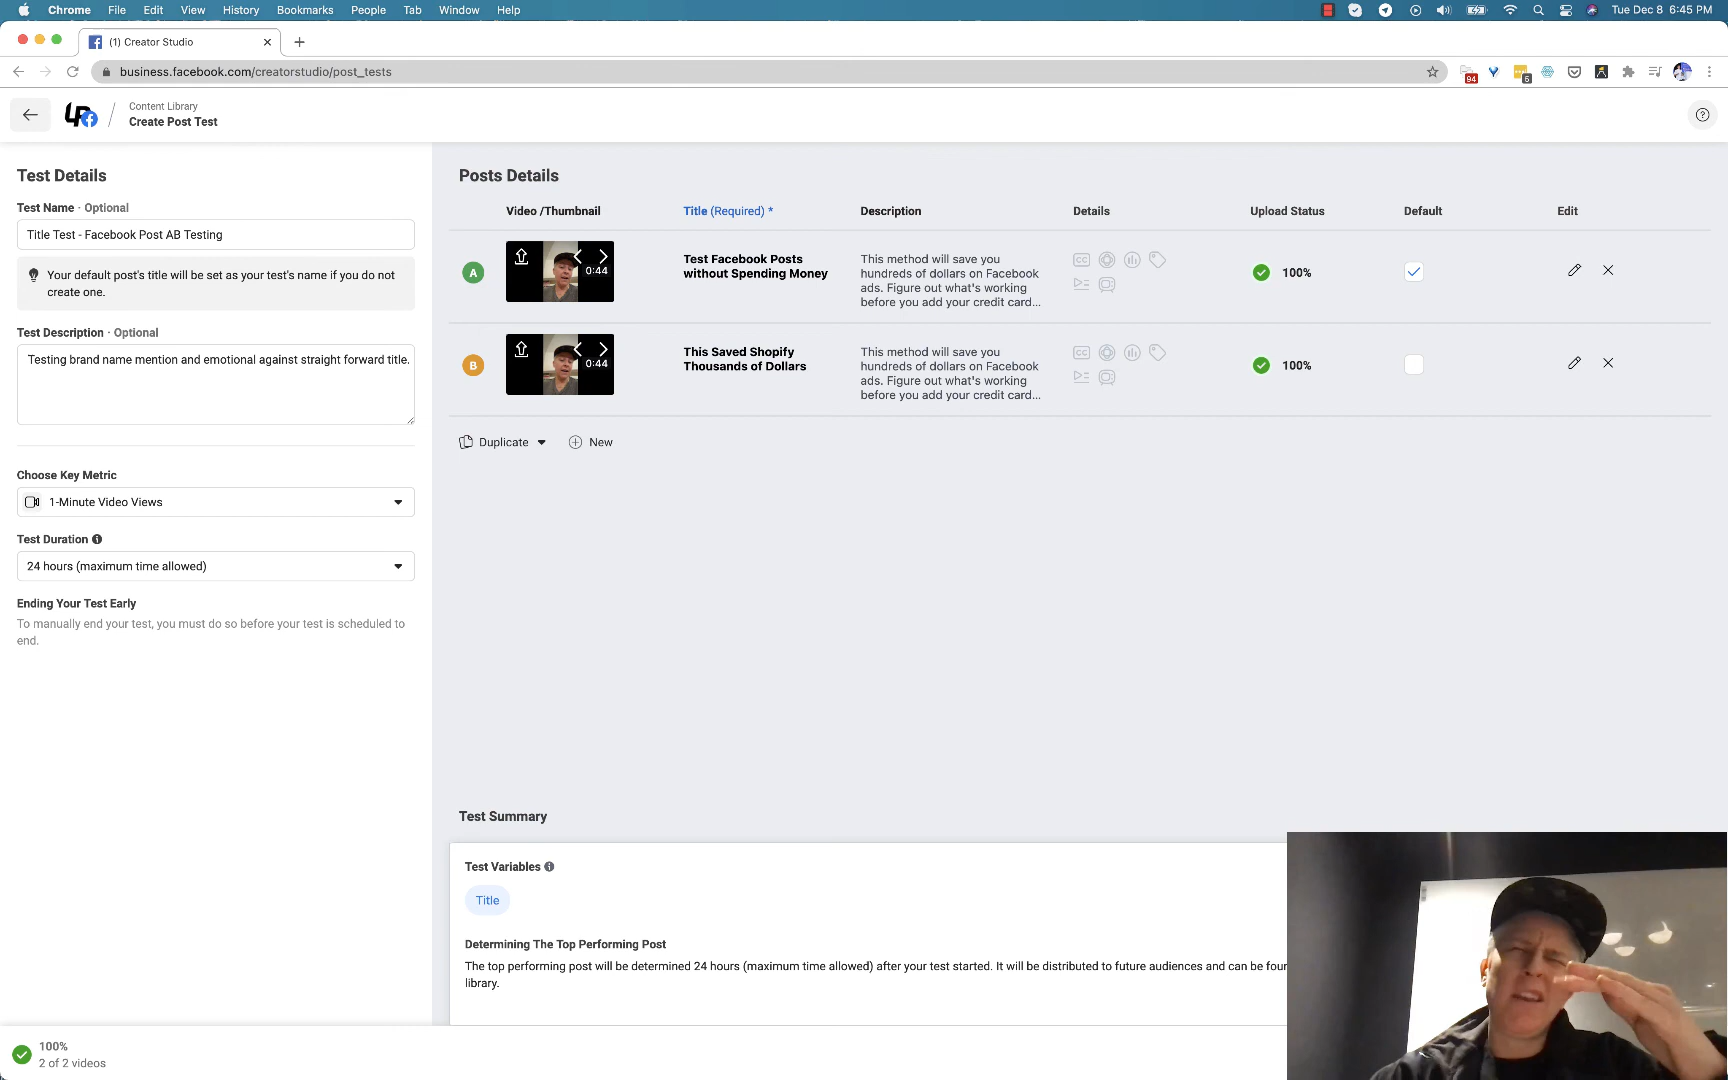 Chrome File Edit View History Bookmarks People Tab Window Help Tue Dec 8 6:45 PM
(1) Creator Studio
business.facebook.com/creatorstudio/post_tests
94
6
Content Library
Create Post Test
Test Details
Test Name · Optional
Title Test - Facebook Post AB Testing
Your default post's title will be set as your test's name if you do not
create one.
Test Description · Optional
Testing brand name mention and emotional against straight forward title.
Choose Key Metric
1-Minute Video Views
Test Duration
24 hours (maximum time allowed)
Ending Your Test Early
To manually end your test, you must do so before your test is scheduled to
end.
Posts Details
Video /Thumbnail Title (Required) * Description Details Upload Status Default Edit
A
0:44
Test Facebook Posts
without Spending Money
This method will save you
hundreds of dollars on Facebook
ads. Figure out what's working
before you add your credit card...
CC
100%
B
0:44
This Saved Shopify
Thousands of Dollars
This method will save you
hundreds of dollars on Facebook
ads. Figure out what's working
before you add your credit card...
CC
100%
Duplicate New
Test Summary
Test Variables
Title
Determining The Top Performing Post
The top performing post will be determined 24 hours (maximum time allowed) after your test started. It will be distributed to future audiences and can be four
library.
100%
2 of 2 videos